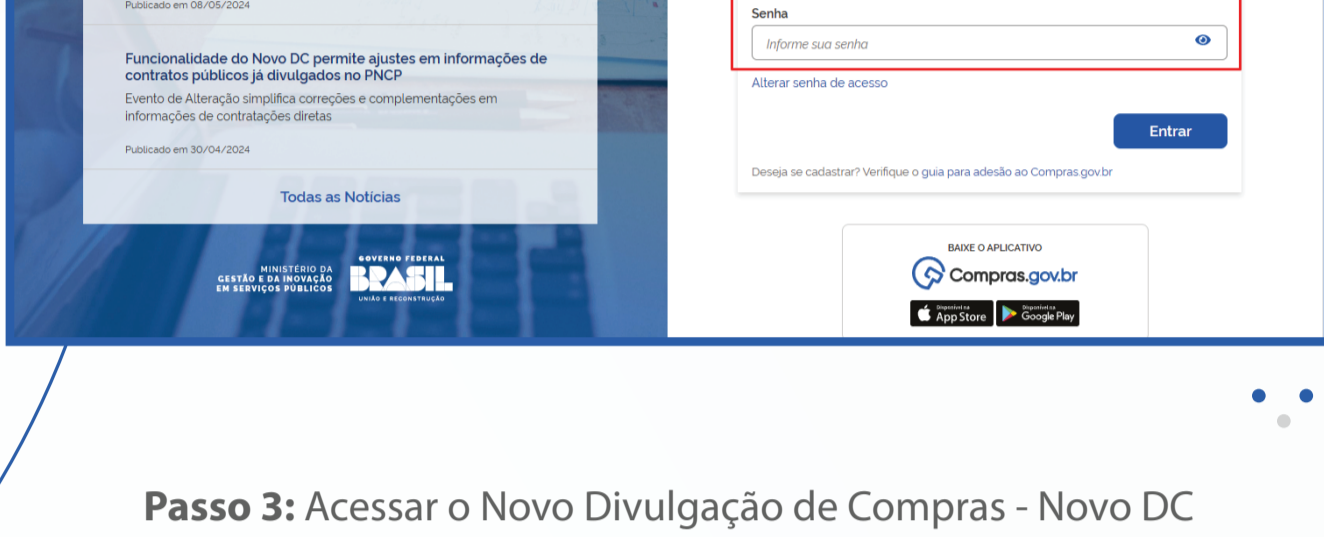 Publicado em 08/05/2024
Funcionalidade do Novo DC permite ajustes em informações de
contratos públicos já divulgados no PNCP
Evento de Alteração simplifica correções e complementações em
informações de contratações diretas
Publicado em 30/04/2024
Todas as Notícias
MINISTÉRIO DA
GESTÃO E DA INOVAÇÃO
EM SERVIÇOS PÚBLICOS
GOVERNO FEDERAL
BRASIL
UNIÃO E RECONSTRUÇÃO
Senha
Informe sua senha
Alterar senha de acesso
Entrar
Deseja se cadastrar? Verifique o guia para adesão ao Compras.gov.br
BAIXE O APLICATIVO
Compras.gov.br
Disponível na
App Store
Disponível na
Google Play
Passo 3: Acessar o Novo Divulgação de Compras - Novo DC